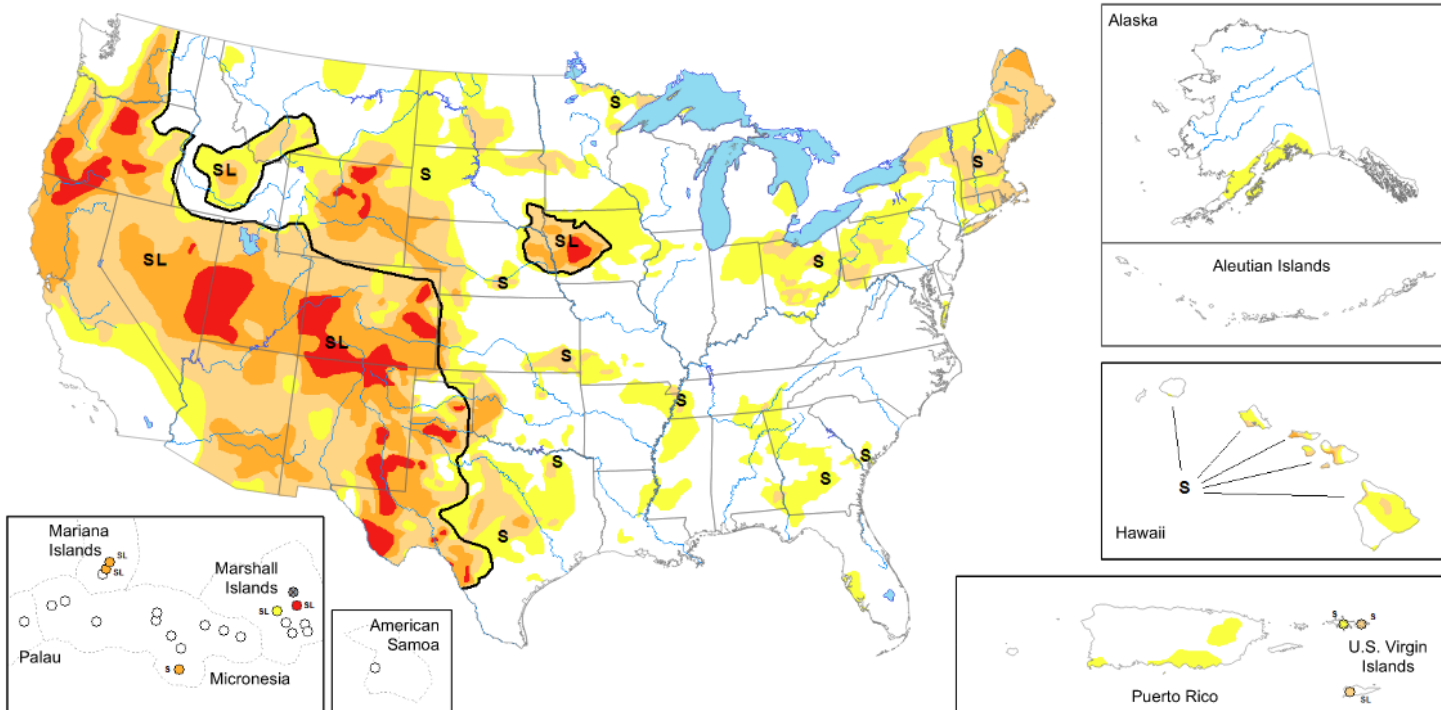 S
S
S
SL
SL
S
SL
S
S
SL
S
S
S
S
S
S
Alaska
Aleutian Islands
S
Hawaii
Mariana
Islands
SL
SL
Marshall
Islands
SL
SL
Palau
S
Micronesia
American
Samoa
S
S
U.S. Virgin
Islands
Puerto Rico
SL